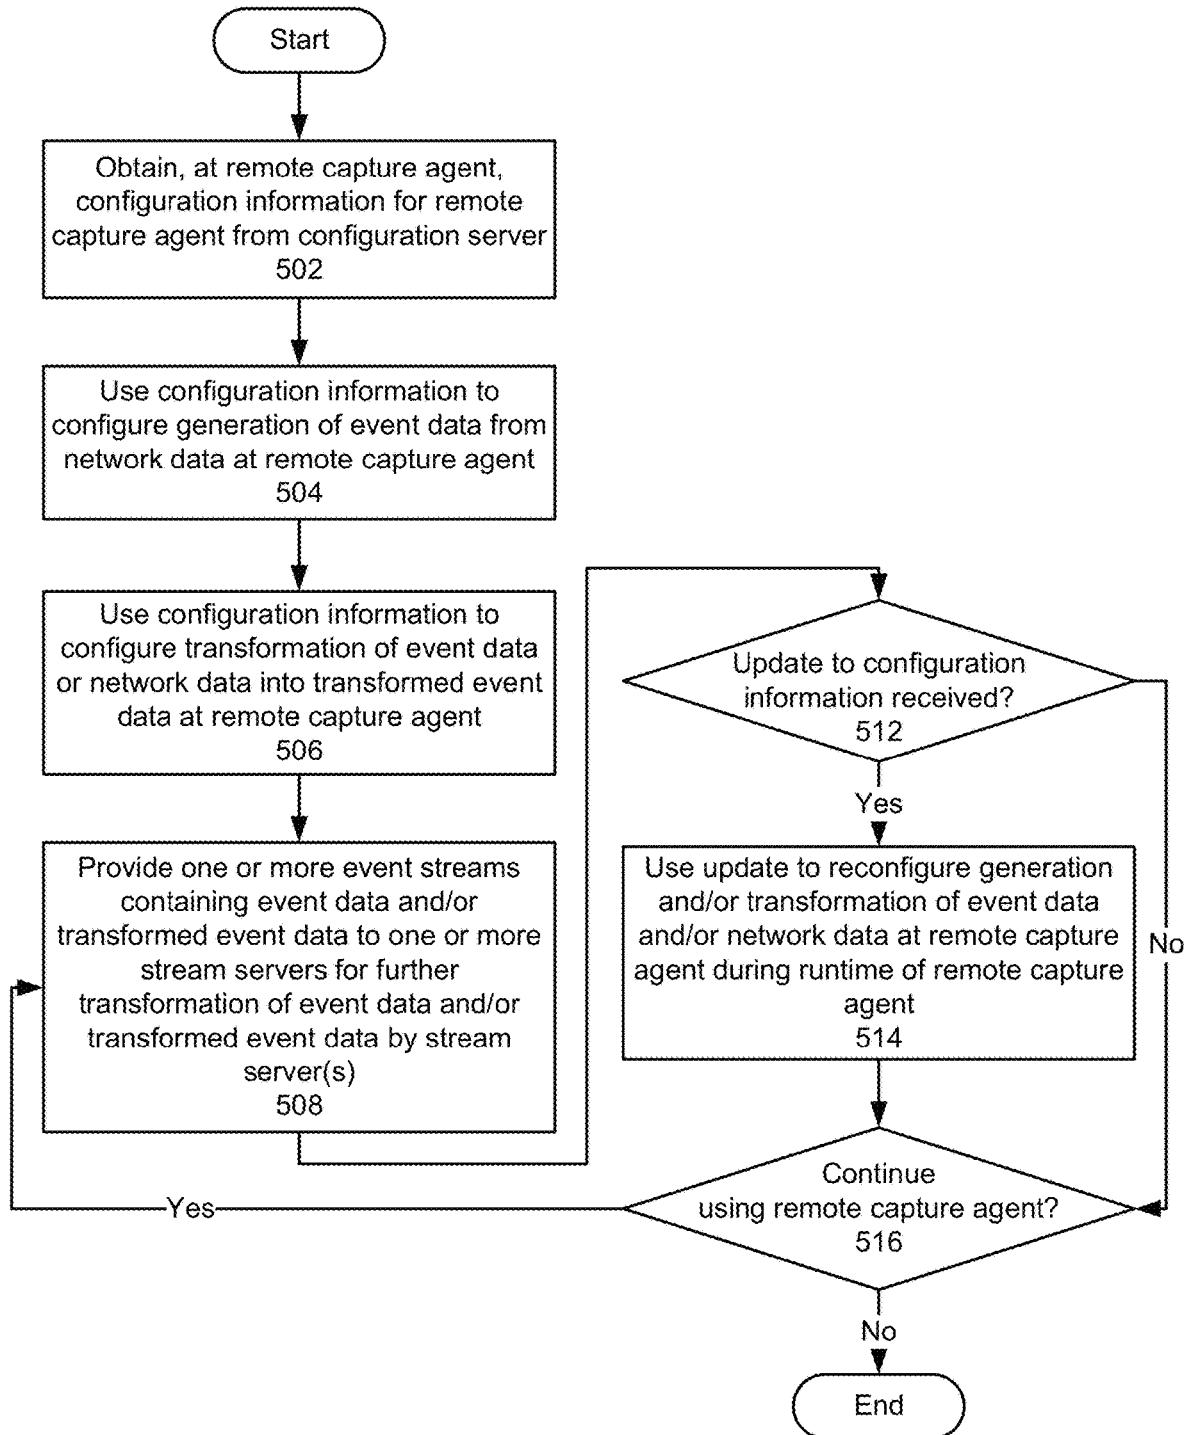 Start
Obtain, at remote capture agent,
configuration information for remote
capture agent from configuration server
502
Use configuration information to
configure generation of event data from
network data at remote capture agent
504
Use configuration information to
configure transformation of event data
or network data into transformed event
data at remote capture agent
506
Provide one or more event streams
containing event data and/or
transformed event data to one or more
stream servers for further
transformation of event data and/or
transformed event data by stream
server(s)
508
Update to configuration
information received?
512
Yes
No
Use update to reconfigure generation
and/or transformation of event data
and/or network data at remote capture
agent during runtime of remote capture
agent
514
Continue
using remote capture agent?
516
Yes
No
End